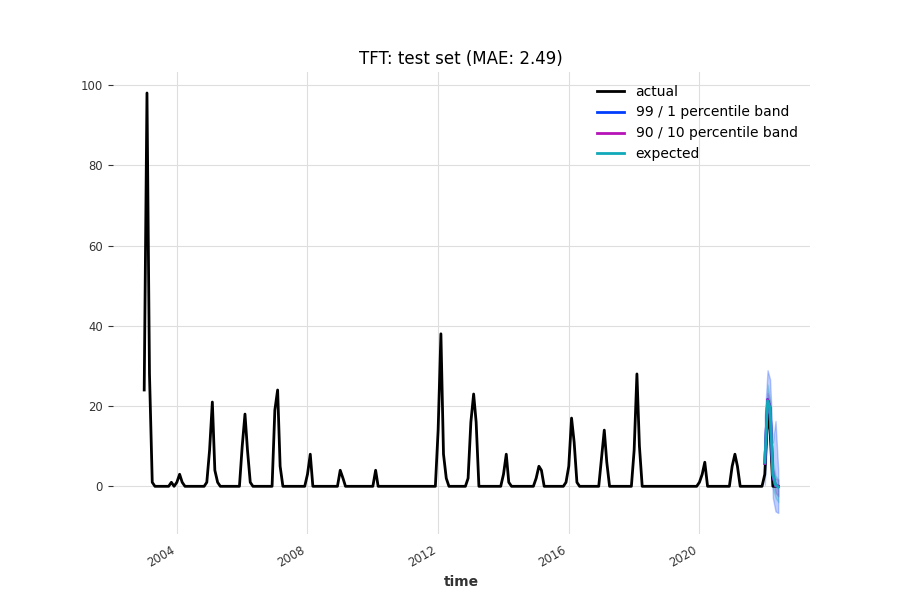 TFT: test set (MAE: 2.49)
100
80
60
40
20
0
actual
99 / 1 percentile band
90 / 10 percentile band
expected
2004
2008
2012
2016
2020
time